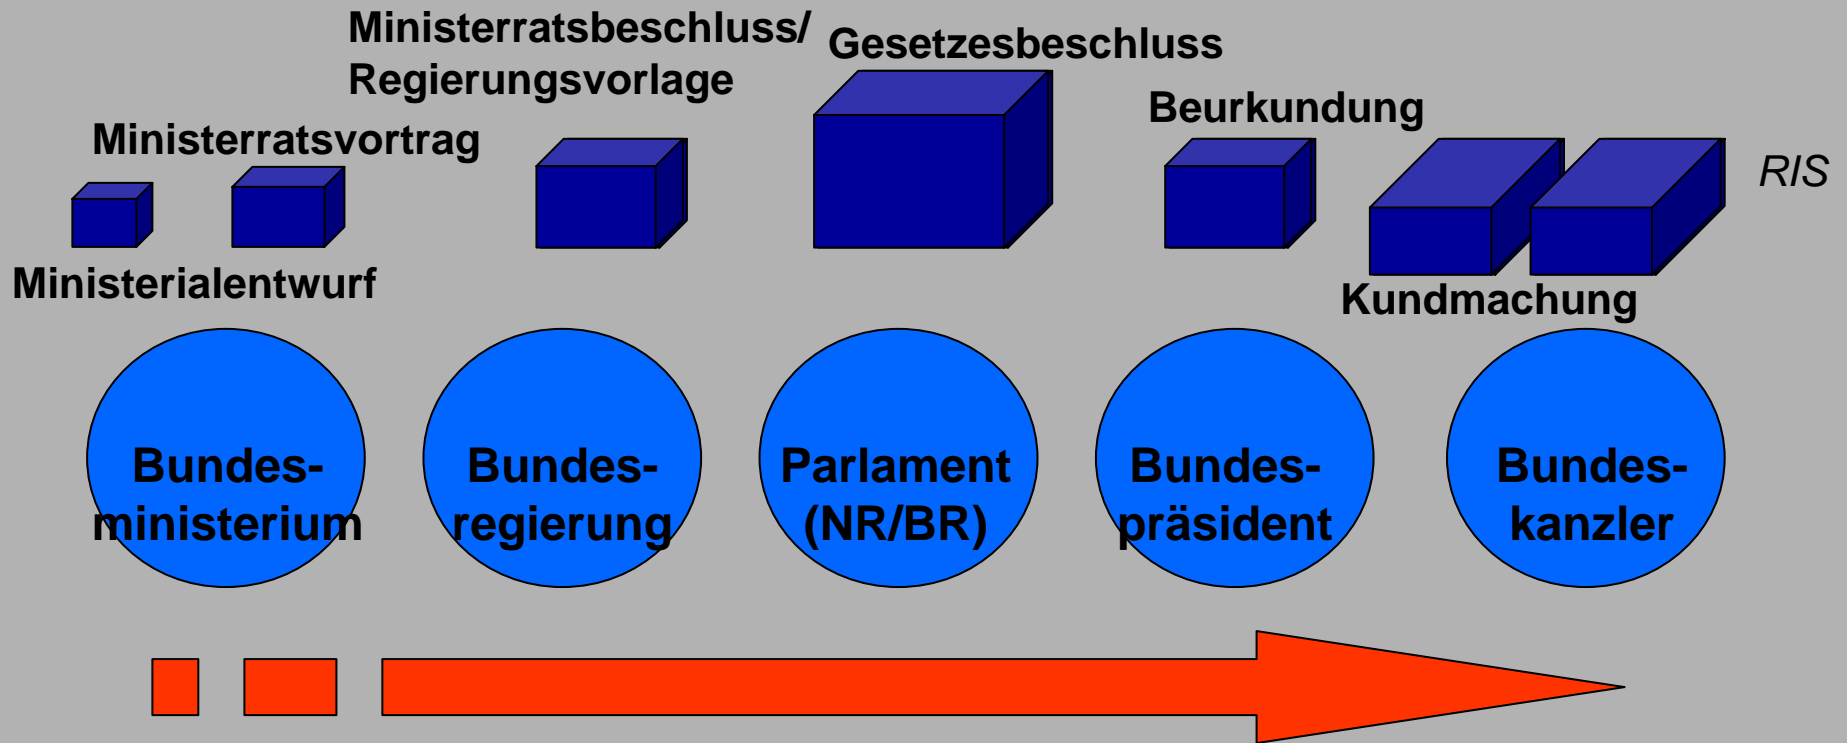 Ministerratsbeschluss/
Regierungsvorlage
Gesetzesbeschluss
Beurkundung
Ministerratsvortrag
RIS
Ministerialentwurf
Kundmachung
Bundes-
ministerium
Bundes-
regierung
Parlament
(NR/BR)
Bundes-
präsident
Bundes-
kanzler